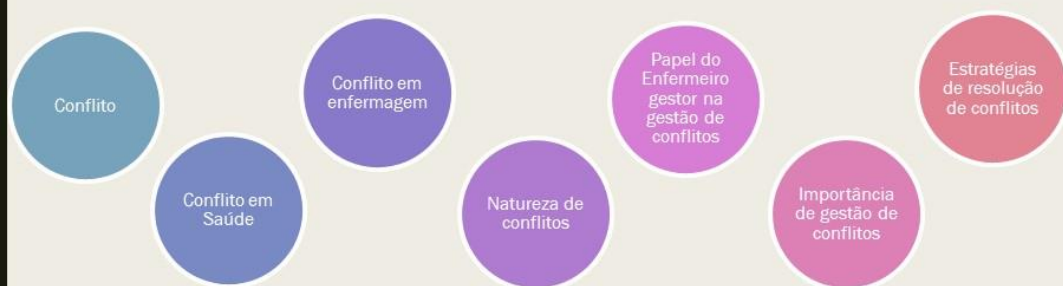 Conflito
Conflito em
Saúde
Conflito em
enfermagem
Natureza de
conflitos
Papel do
Enfermeiro
gestor na
gestão de
conflitos
Importância
de gestão de
conflitos
Estratégias
de resolução
de conflitos